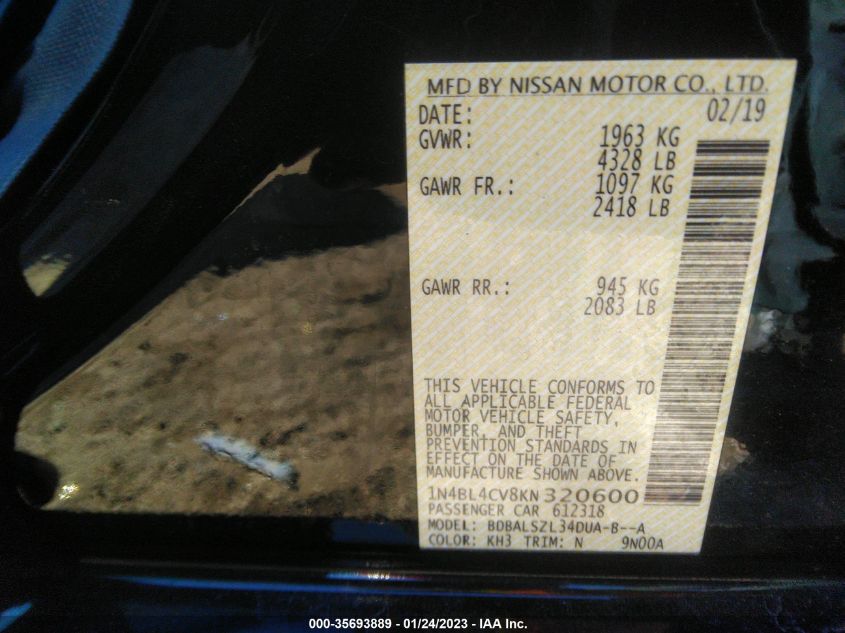 MFD BY NISSAN MOTOR CO., LTD.
DATE: 02/19
GVWR: 1963 KG
4328 LB
GAWR FR.: 1097 KG
2418 LB
GAWR RR.: 945 KG
2083 LB
THIS VEHICLE CONFORMS TO
ALL APPLICABLE FEDERAL
MOTOR VEHICLE SAFETY,
BUMPER, AND THEFT
PREVENTION STANDARDS IN
EFFECT ON THE DATE OF
MANUFACTURE SHOWN ABOVE.
1N4BL4CV8KN320600
PASSENGER CAR 612318
MODEL: BDBALSZL34DUA-B--A
COLOR: KH3 TRIM: N 9N00A
000-35693889 - 01/24/2023 - IAA Inc.